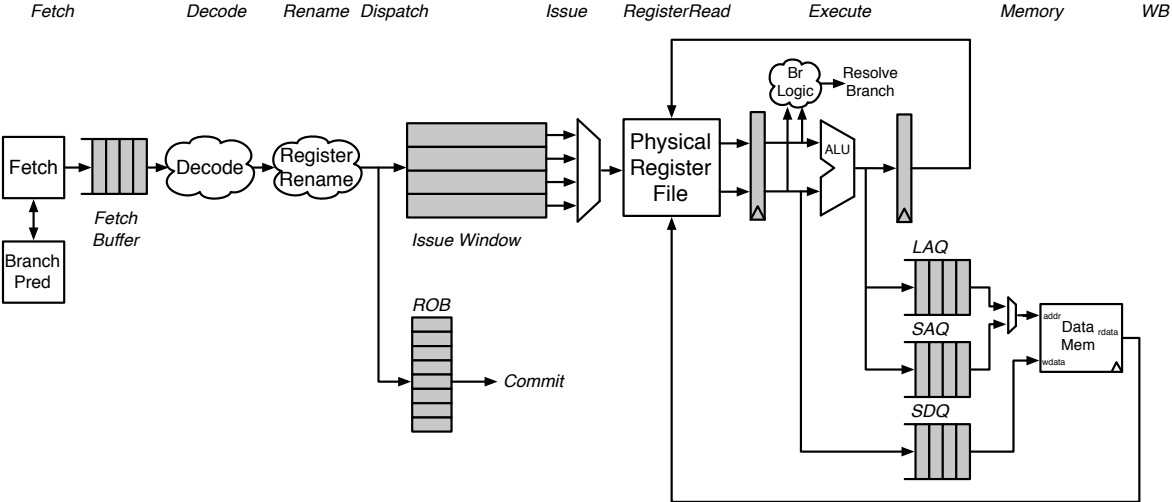 Fetch Decode Rename Dispatch Issue RegisterRead Execute Memory WB
Br
Logic
Resolve
Branch
Fetch
Decode
Register
Rename
Physical
Register
File
ALU
Fetch
Buffer
Issue Window
Branch
Pred
LAQ
ROB
addr
Data
Mem
rdata
wdata
SAQ
Commit
SDQ